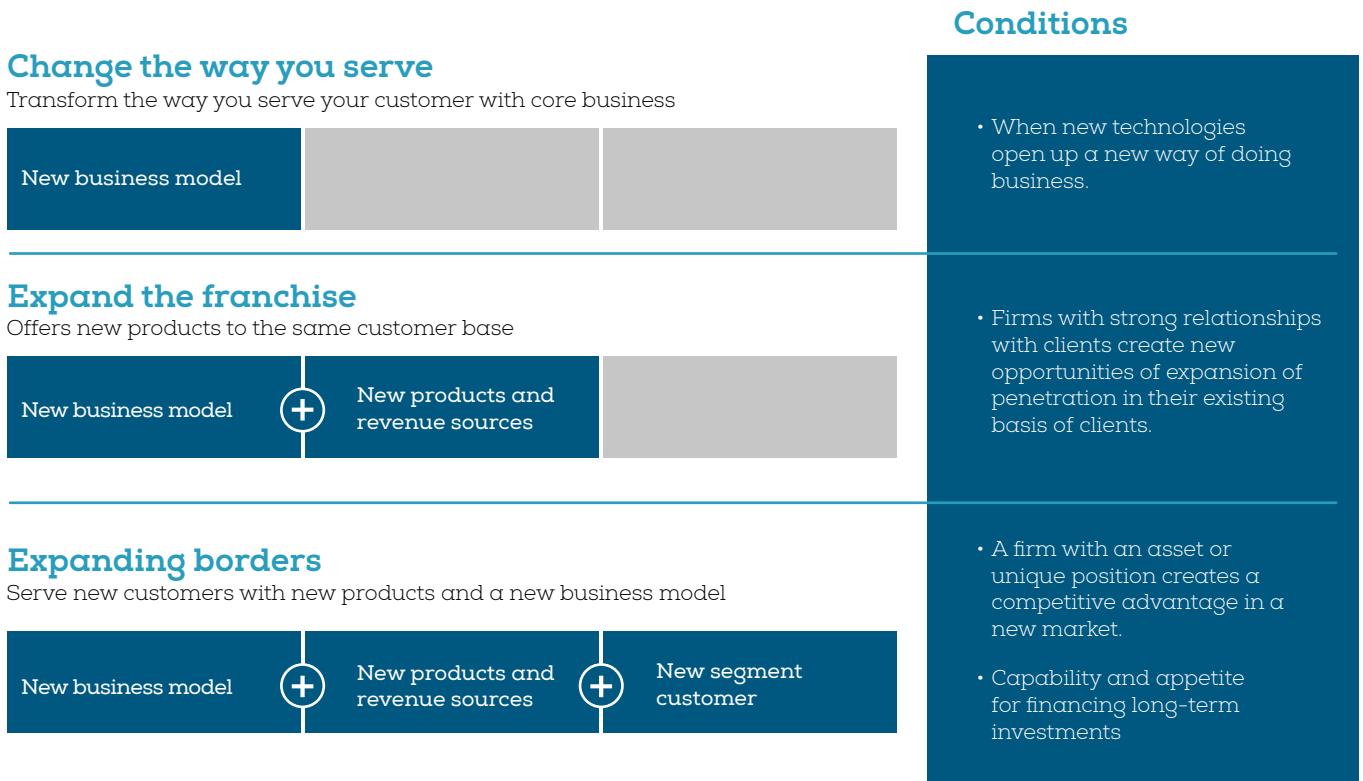 Conditions
Change the way you serve
Transform the way you serve your customer with core business
New business model
• When new technologies
open up a new way of doing
business.
Expand the franchise
Offers new products to the same customer base
New business model
+
New products and
revenue sources
• Firms with strong relationships
with clients create new
opportunities of expansion of
penetration in their existing
basis of clients.
Expanding borders
Serve new customers with new products and a new business model
New business model
+
New products and
revenue sources
+
New segment
customer
• A firm with an asset or
unique position creates a
competitive advantage in a
new market.
• Capability and appetite
for financing long-term
investments